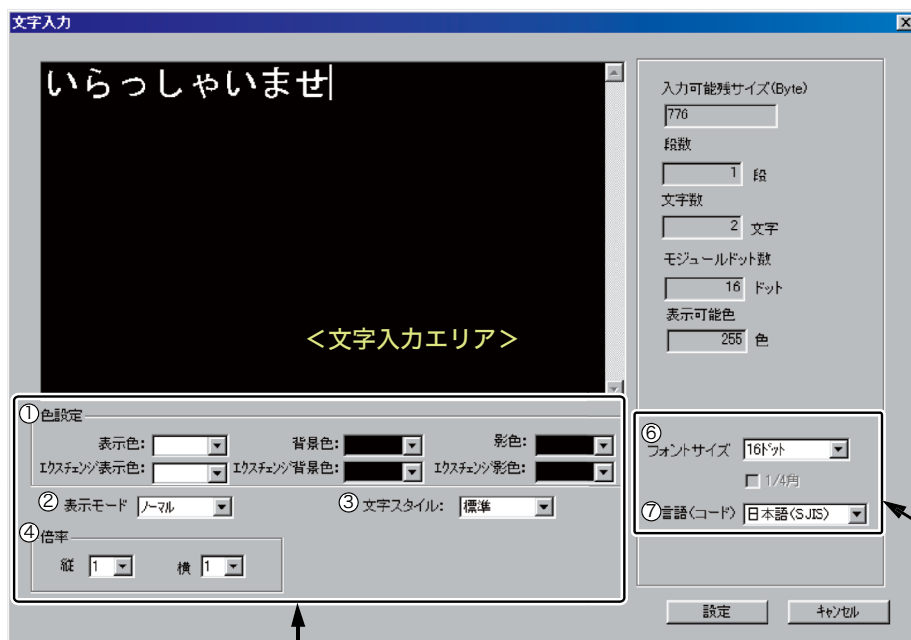 文字入力
いらっしゃいませ
<文字入力エリア>
入力可能残サイズ(Byte)
776
段数
1 段
文字数
2 文字
モジュールドット数
16 ドット
表示可能色
255 色
①色設定
表示色: 背景色: 影色:
エクスチェンジ表示色: エクスチェンジ背景色: エクスチェンジ影色:
②表示モード ノーマル ③文字スタイル: 標準
④倍率
縦 1 横 1
⑥
フォントサイズ 16ドット
1/4角
⑦言語(コード) 日本語(SJIS)
設定 キャンセル